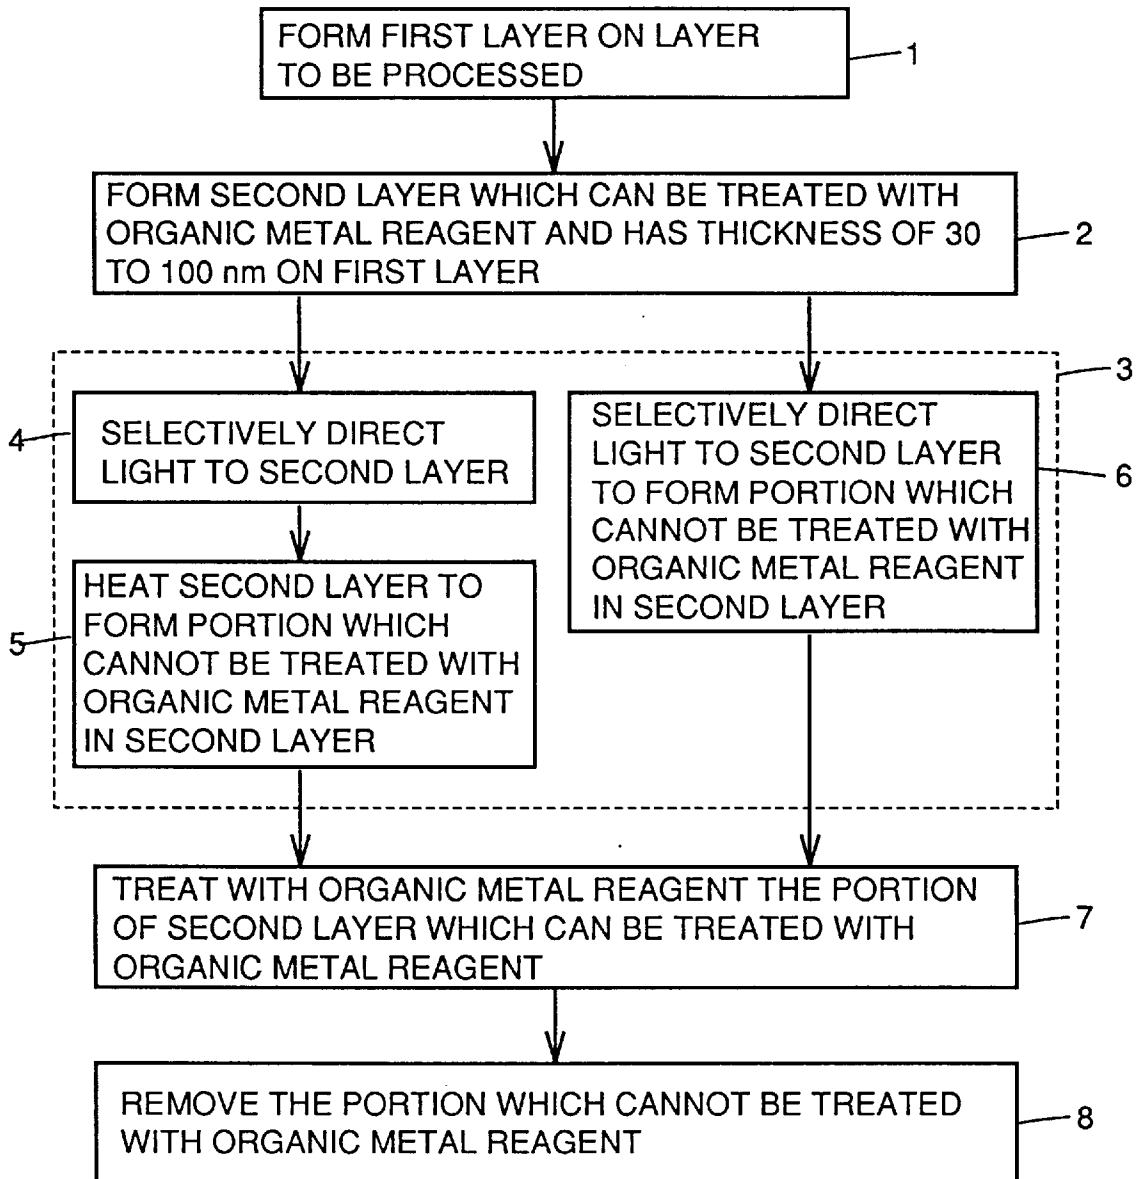 FORM FIRST LAYER ON LAYER
TO BE PROCESSED
1
FORM SECOND LAYER WHICH CAN BE TREATED WITH
ORGANIC METAL REAGENT AND HAS THICKNESS OF 30
TO 100 nm ON FIRST LAYER
2
3
4
SELECTIVELY DIRECT
LIGHT TO SECOND LAYER
5
HEAT SECOND LAYER TO
FORM PORTION WHICH
CANNOT BE TREATED WITH
ORGANIC METAL REAGENT
IN SECOND LAYER
SELECTIVELY DIRECT
LIGHT TO SECOND LAYER
TO FORM PORTION WHICH
CANNOT BE TREATED WITH
ORGANIC METAL REAGENT
IN SECOND LAYER
6
TREAT WITH ORGANIC METAL REAGENT THE PORTION
OF SECOND LAYER WHICH CAN BE TREATED WITH
ORGANIC METAL REAGENT
7
REMOVE THE PORTION WHICH CANNOT BE TREATED
WITH ORGANIC METAL REAGENT
8